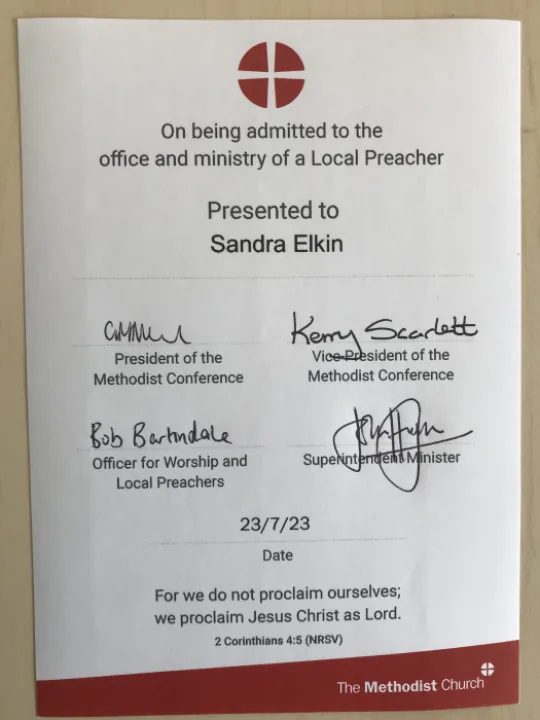 On being admitted to the
office and ministry of a Local Preacher
Presented to
Sandra Elkin
Kerry Scarlett
President of the
Methodist Conference
Vice-President of the
Methodist Conference
Bob Bartindale
Officer for Worship and
Local Preachers
Superintendent Minister
23/7/23
Date
For we do not proclaim ourselves;
we proclaim Jesus Christ as Lord.
2 Corinthians 4:5 (NRSV)
The Methodist Church